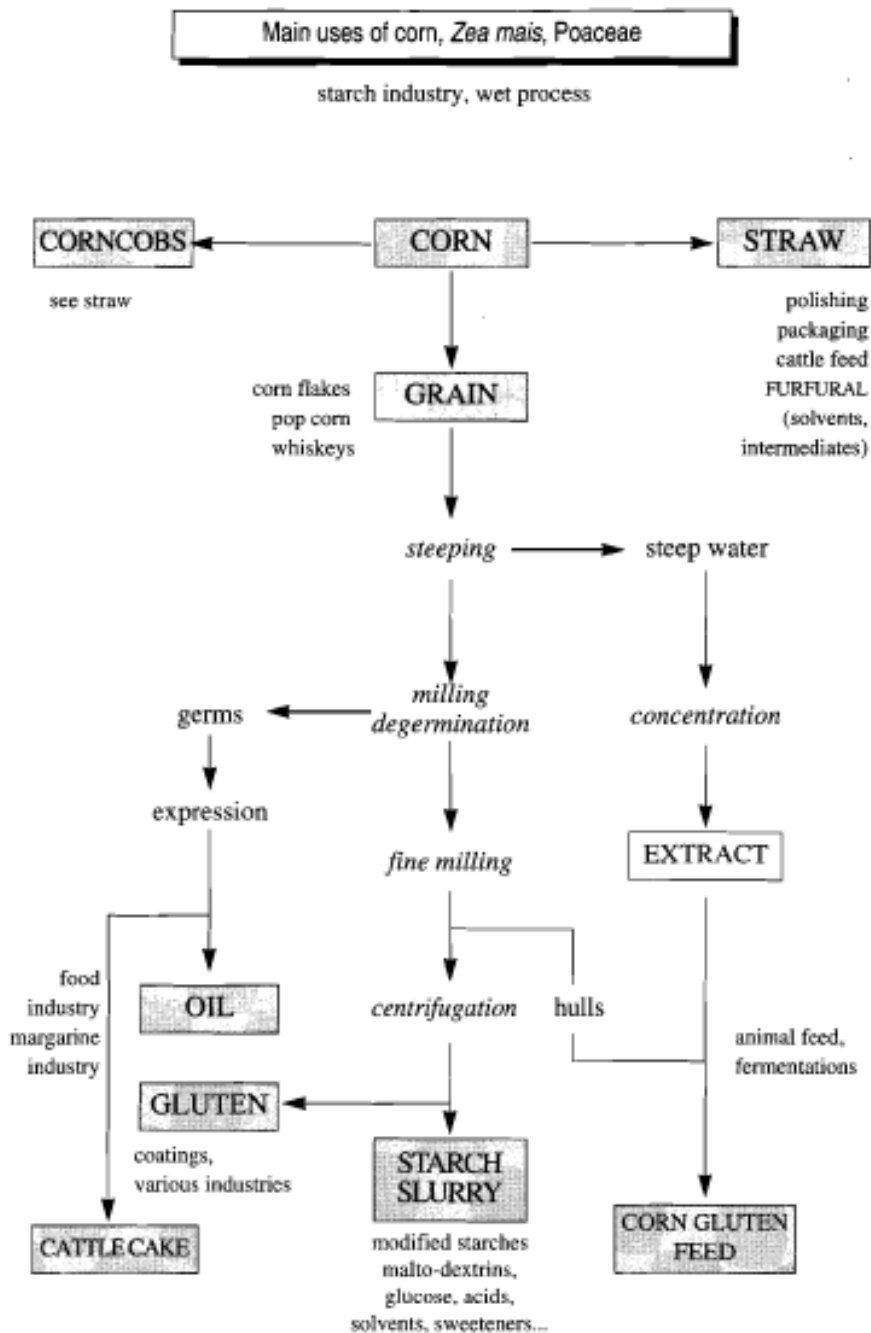 Main uses of corn, Zea mais, Poaceae
starch industry, wet process
CORNCOBS
CORN
STRAW
see straw
polishing
packaging
cattle feed
FURFURAL
(solvents,
intermediates)
corn flakes
pop corn
whiskeys
GRAIN
steeping
steep water
germs
milling
degermination
concentration
expression
fine milling
EXTRACT
food
industry
margarine
industry
OIL
centrifugation
hulls
animal feed,
fermentations
GLUTEN
coatings,
various industries
STARCH
SLURRY
CATTLE CAKE
modified starches
malto-dextrins,
glucose, acids,
solvents, sweeteners...
CORN GLUTEN
FEED